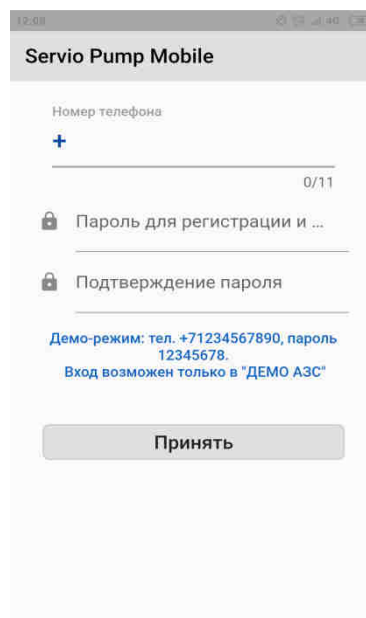 12:08
4G
Servio Pump Mobile
Номер телефона
+
0/11
Пароль для регистрации и ...
Подтверждение пароля
Демо-режим: тел. +71234567890, пароль
12345678.
Вход возможен только в "ДЕМО АЗС"
Принять